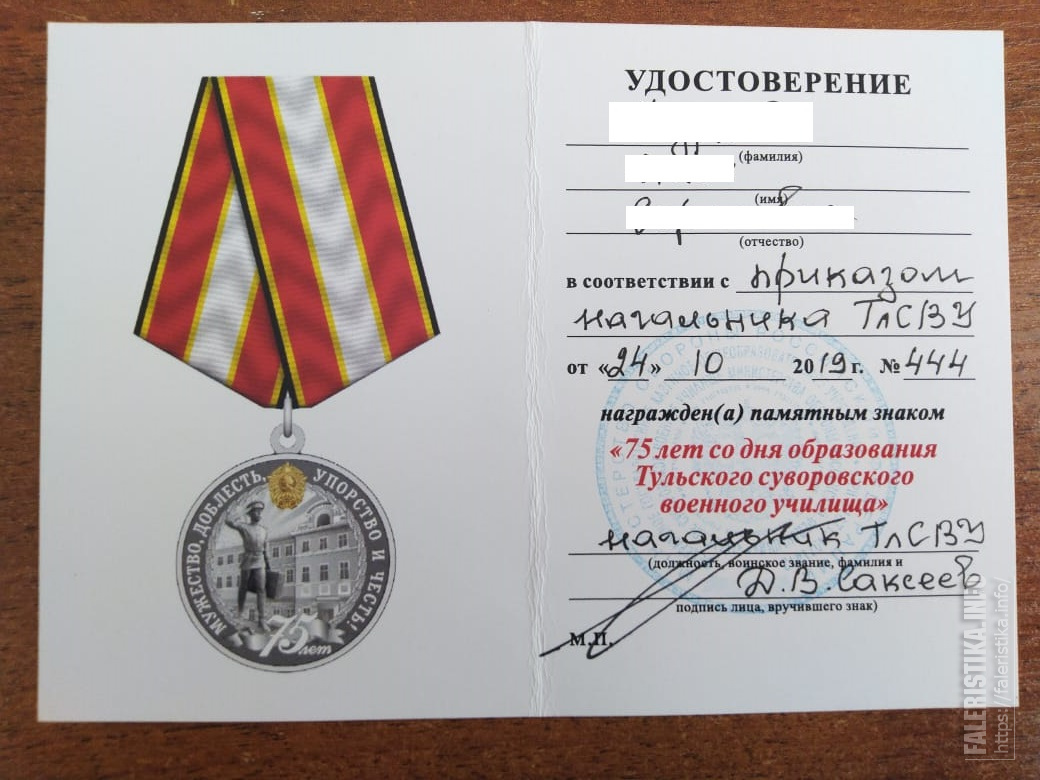 МУЖЕСТВО, ДОБЛЕСТЬ, УПОРСТВО И ЧЕСТЬ!
75 лет
УДОСТОВЕРЕНИЕ
(фамилия)
(имя)
(отчество)
в соответствии с приказом
начальника ТлСВУ
от «24» 10 2019 г. № 444
награжден(а) памятным знаком
«75 лет со дня образования
Тульского суворовского
военного училища»
начальник ТлСВУ
(должность, воинское звание, фамилия и
Д.В. Саксеев
подпись лица, вручившего знак)
М.П.
FALERISTIKA.INFO
https://faleristika.info/